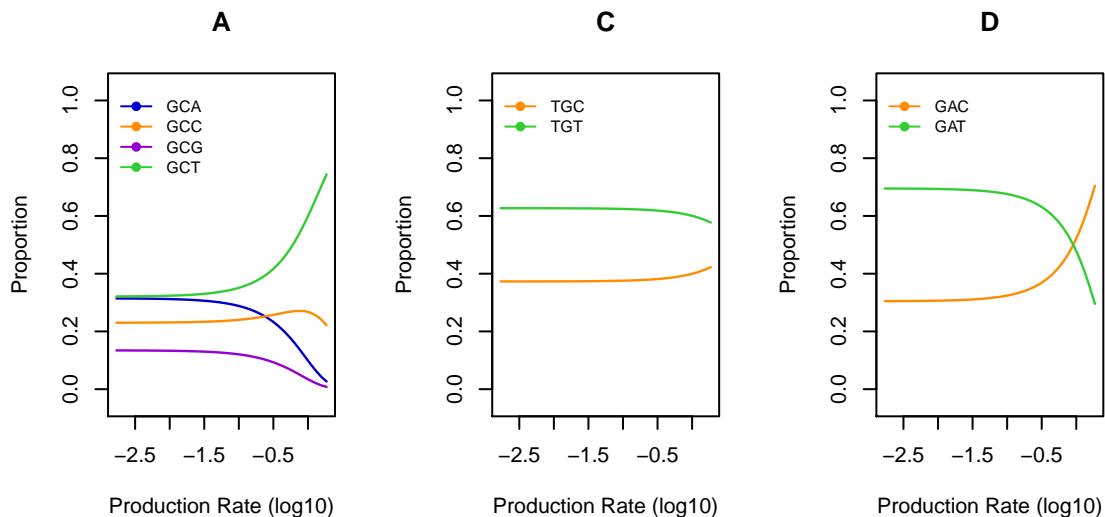 A
GCA
GCC
GCG
GCT
Proportion
1.0
0.8
0.6
0.4
0.2
0.0
−2.5 −1.5 −0.5
Production Rate (log10)
C
TGC
TGT
Proportion
1.0
0.8
0.6
0.4
0.2
0.0
−2.5 −1.5 −0.5
Production Rate (log10)
D
GAC
GAT
Proportion
1.0
0.8
0.6
0.4
0.2
0.0
−2.5 −1.5 −0.5
Production Rate (log10)